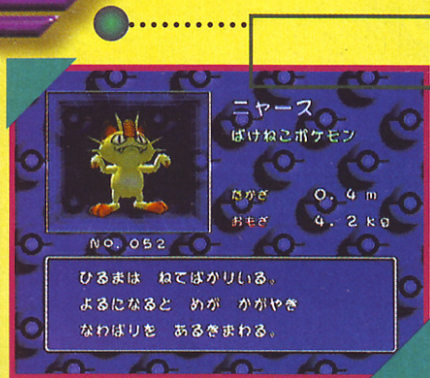 ニャース
ばけねこポケモン
たかさ 0.4m
おもさ 4.2kg
NO.052
ひるまは ねてばかりいる。
よるになると めが かがやき
なわばりを あるきまわる。